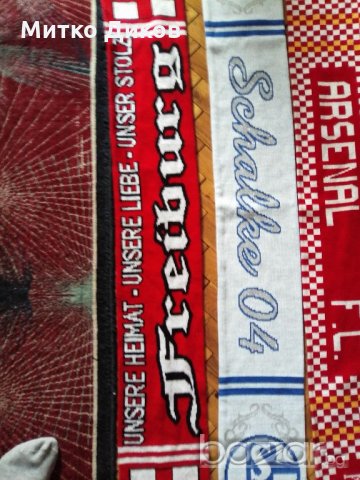 Митко Диков
UNSERE HEIMAT - UNSERE LIEBE - UNSER STOLZ
Freiburg
Schalke 04
ARSENAL F.C.
bazar.bg